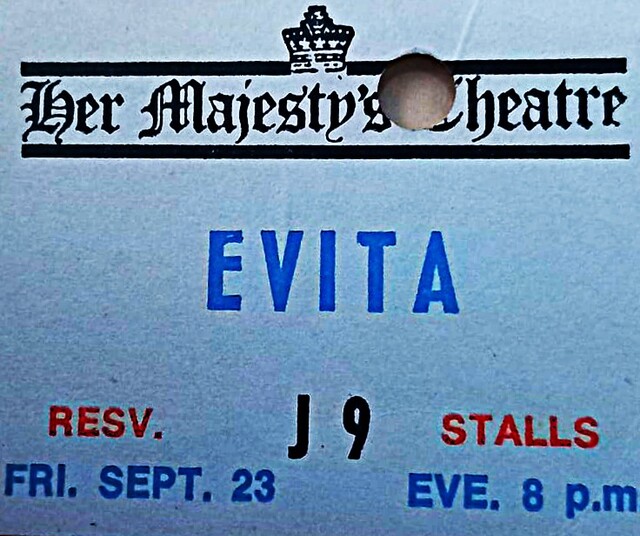 Her Majesty's Theatre
EVITA
RESV. J 9 STALLS
FRI. SEPT. 23 EVE. 8 p.m